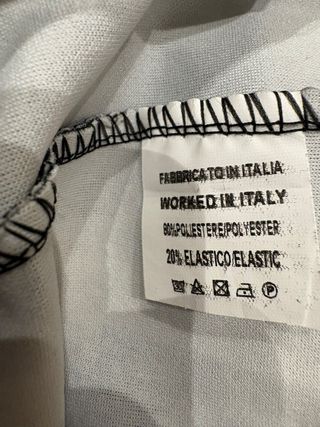 FABBRICATO IN ITALIA
WORKED IN ITALY
80%POLIESTERE/POLYESTER
20% ELASTICO/ELASTIC